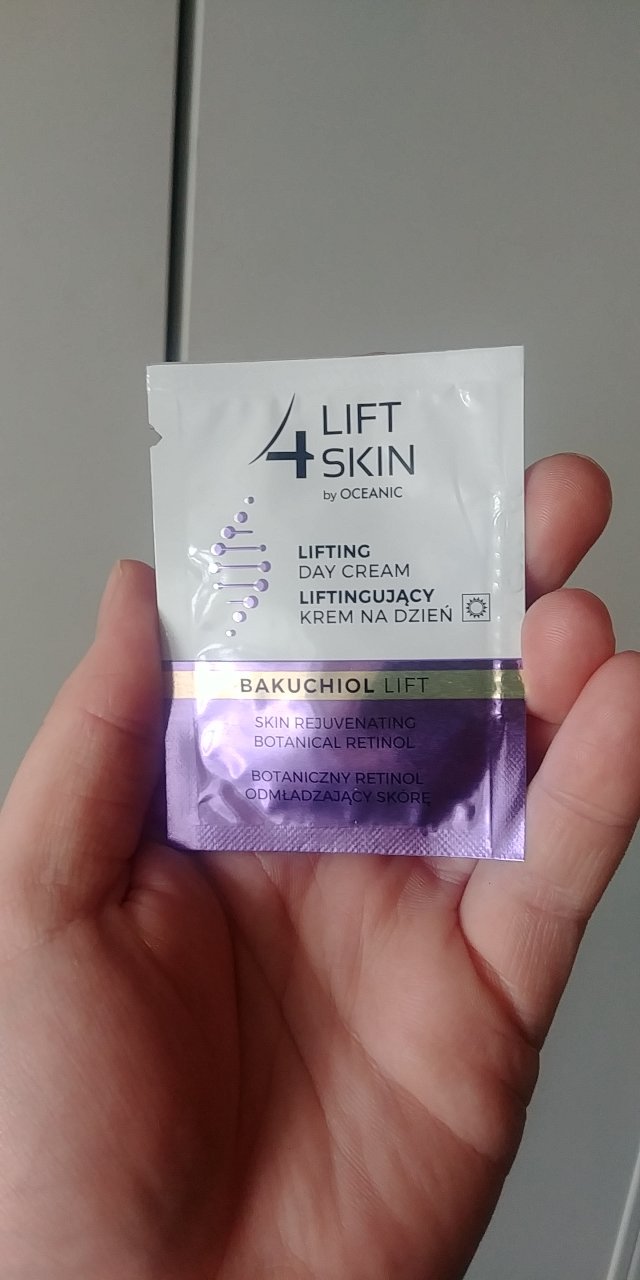 4 LIFT
SKIN
by OCEANIC
LIFTING
DAY CREAM
LIFTINGUJĄCY
KREM NA DZIEŃ
BAKUCHIOL LIFT
SKIN REJUVENATING
BOTANICAL RETINOL
BOTANICZNY RETINOL
ODMŁADZAJĄCY SKÓRĘ